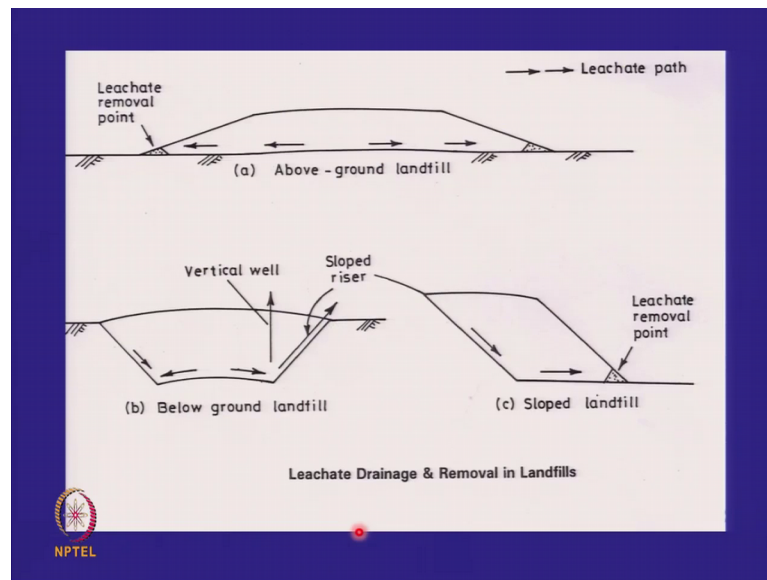 Leachate path
Leachate
removal
point
(a) Above-ground landfill
Vertical well
Sloped
riser
Leachate
removal
point
(b) Below ground landfill
(c) Sloped landfill
Leachate Drainage & Removal in Landfills
NPTEL